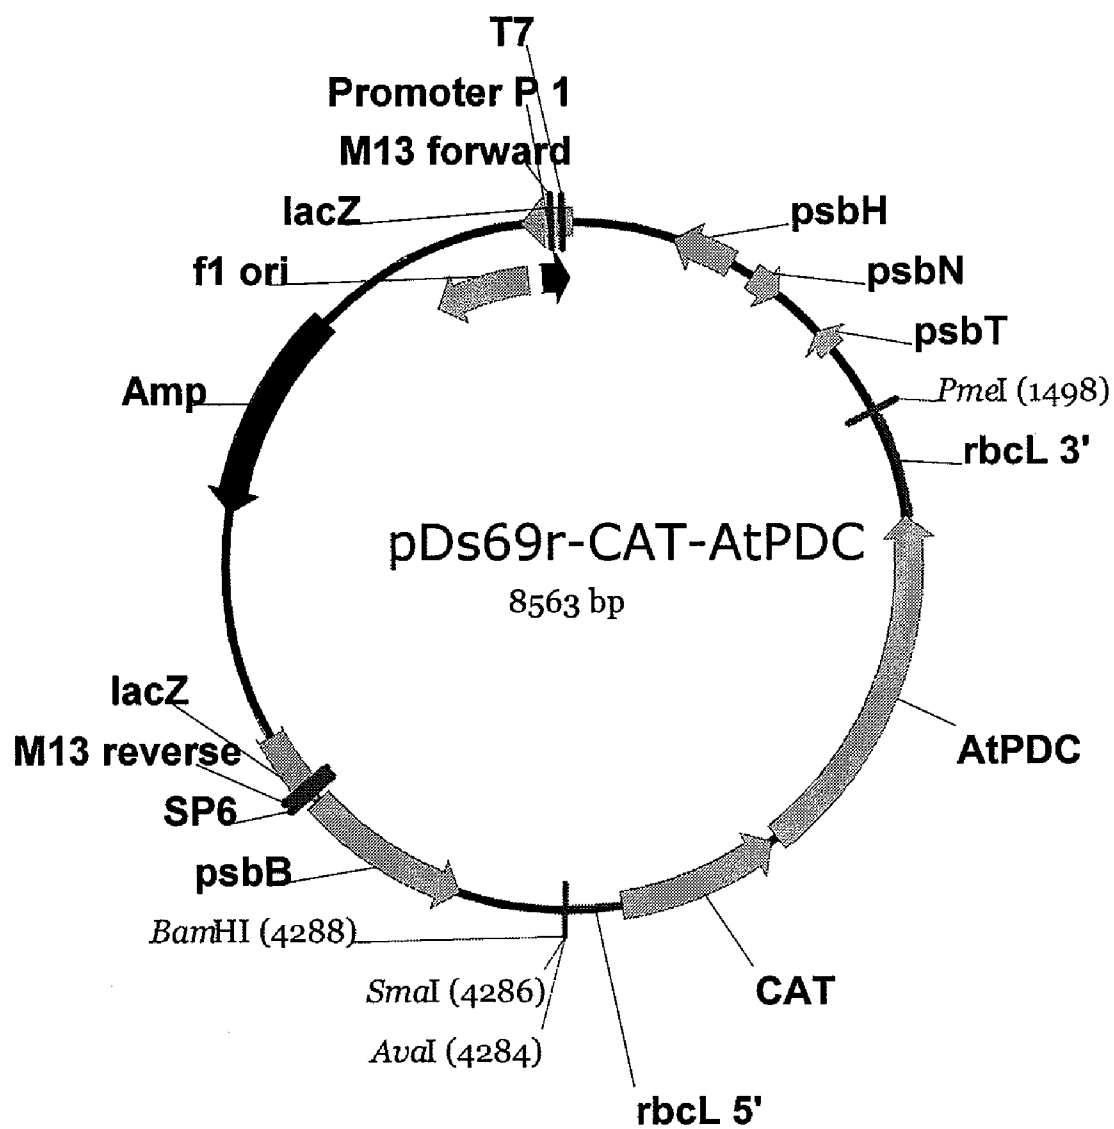 T7
Promoter P 1
M13 forward
lacZ
psbH
f1 ori
psbN
psbT
Amp
PmeI (1498)
rbcL 3'
pDs69r-CAT-AtPDC
8563 bp
lacZ
M13 reverse
AtPDC
SP6
psbB
BamHI (4288)
SmaI (4286)
CAT
AvaI (4284)
rbcL 5'